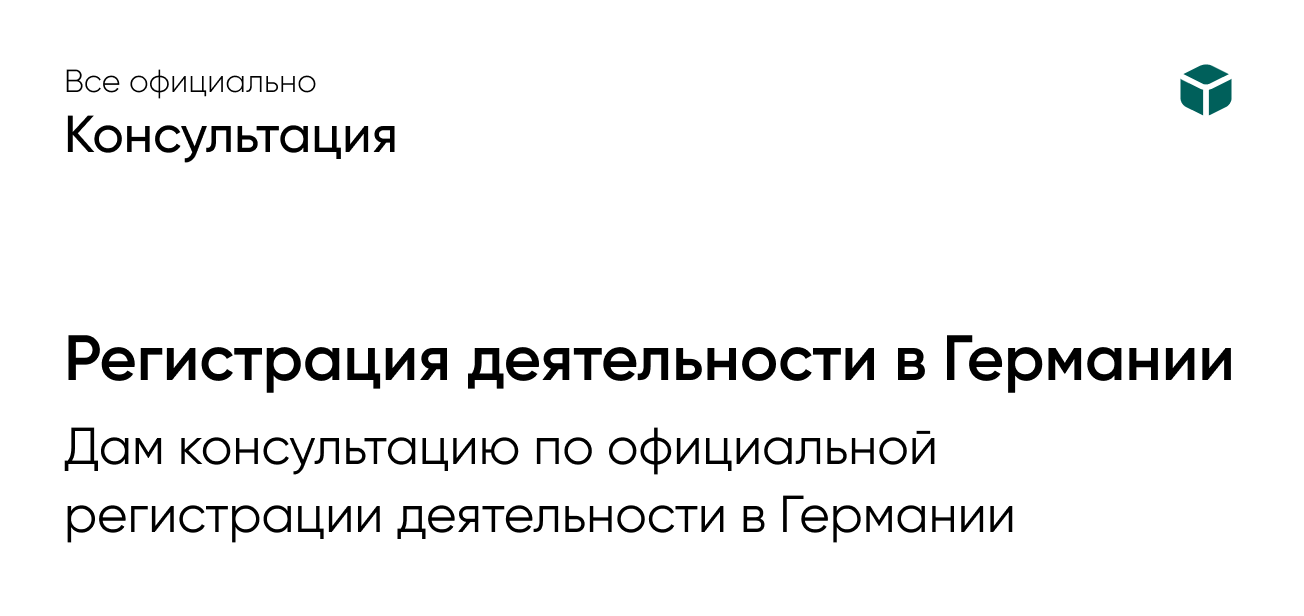 Все официально
Консультация
Регистрация деятельности в Германии
Дам консультацию по официальной
регистрации деятельности в Германии